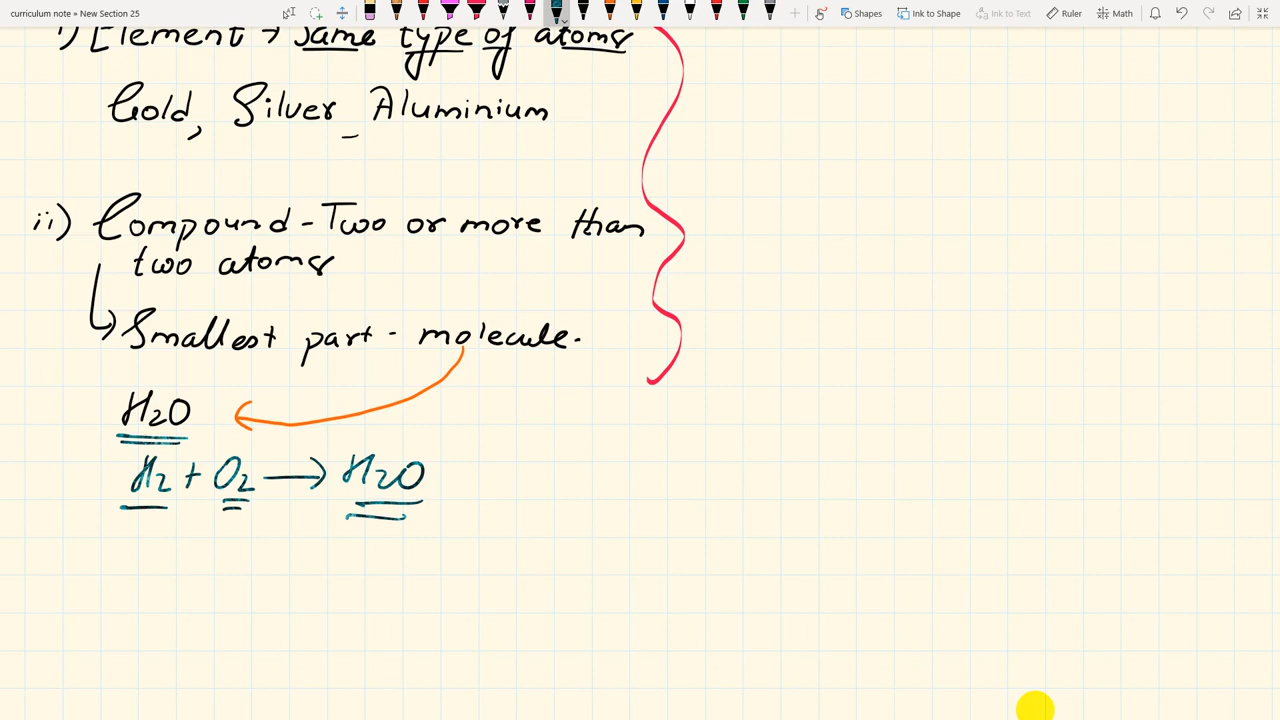 curriculum note » New Section 25
Shapes
Ink to Shape
Ink to Text
Ruler
Math
i) Element → same type of atoms
Gold, Silver _ Aluminium
ii) Compound - Two or more than
two atoms
Smallest part - molecule.
H2O
H2 + O2 → H2O